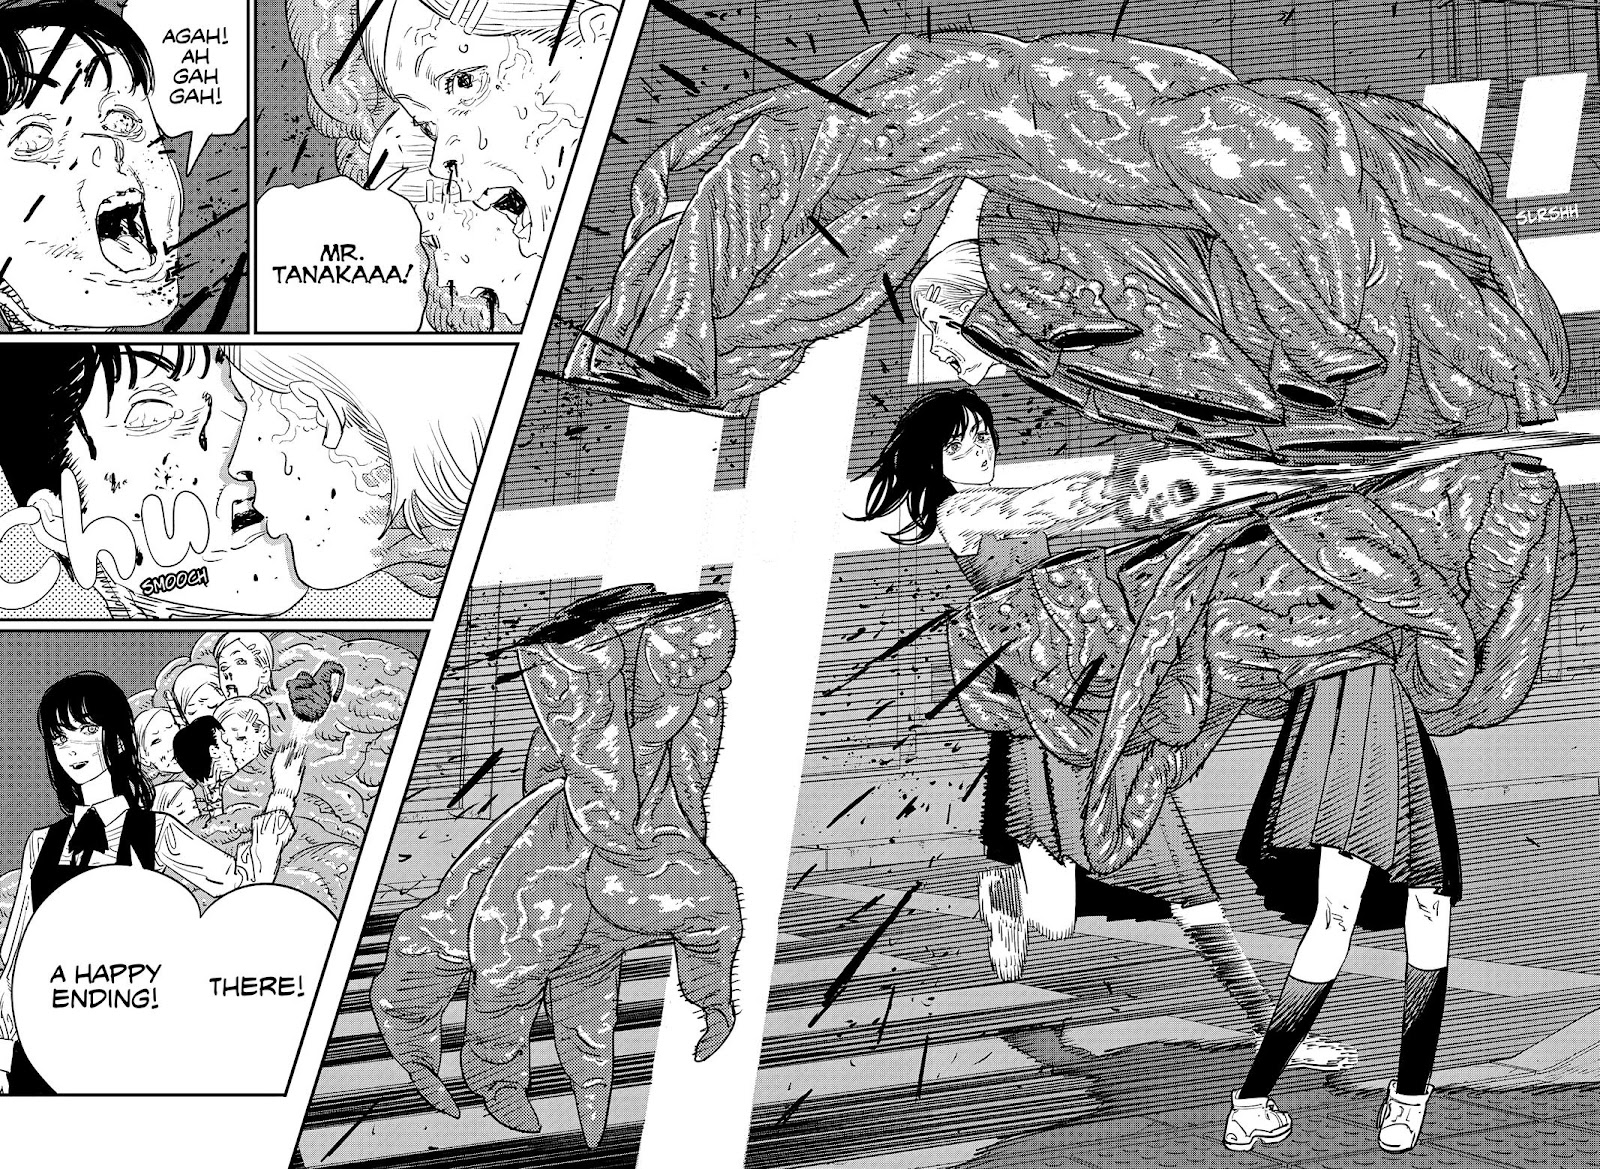 SLRSHH
MR.
TANAKAAA!
AGAH!
AH
GAH
GAH!
Chu
SMOOCH
THERE!
A HAPPY
ENDING!